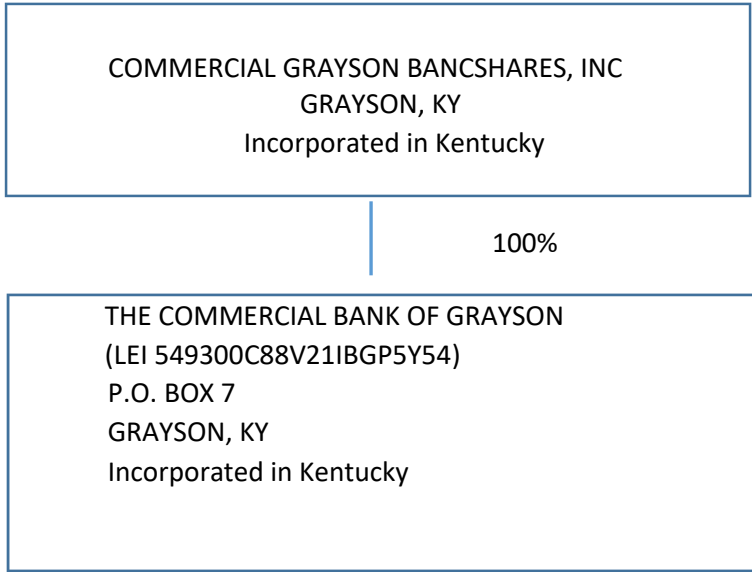 COMMERCIAL GRAYSON BANCSHARES, INC
GRAYSON, KY
Incorporated in Kentucky
100%
THE COMMERCIAL BANK OF GRAYSON
(LEI 549300C88V21IBGP5Y54)
P.O. BOX 7
GRAYSON, KY
Incorporated in Kentucky